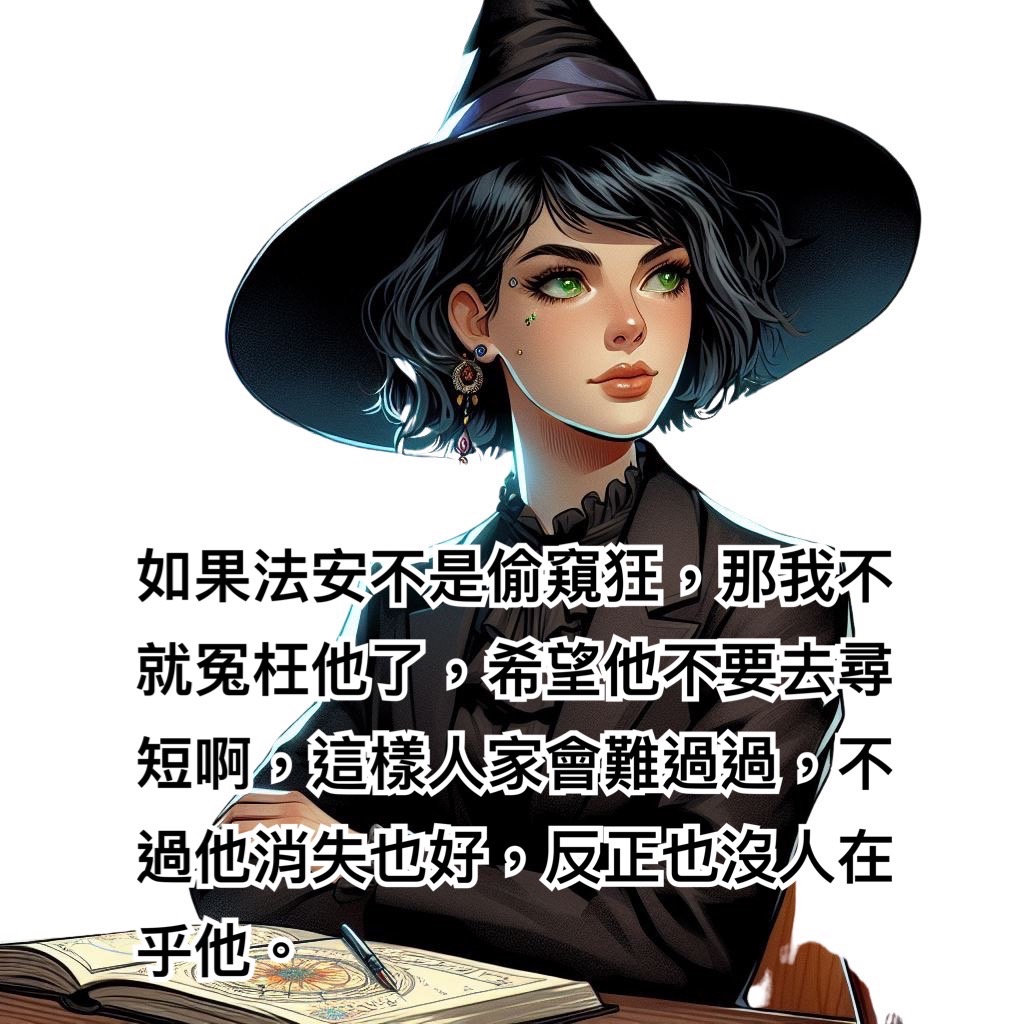 如果法安不是偷窺狂，那我不
就冤枉他了，希望他不要去尋
短啊，這樣人家會難過過，不
過他消失也好，反正也沒人在
乎他。